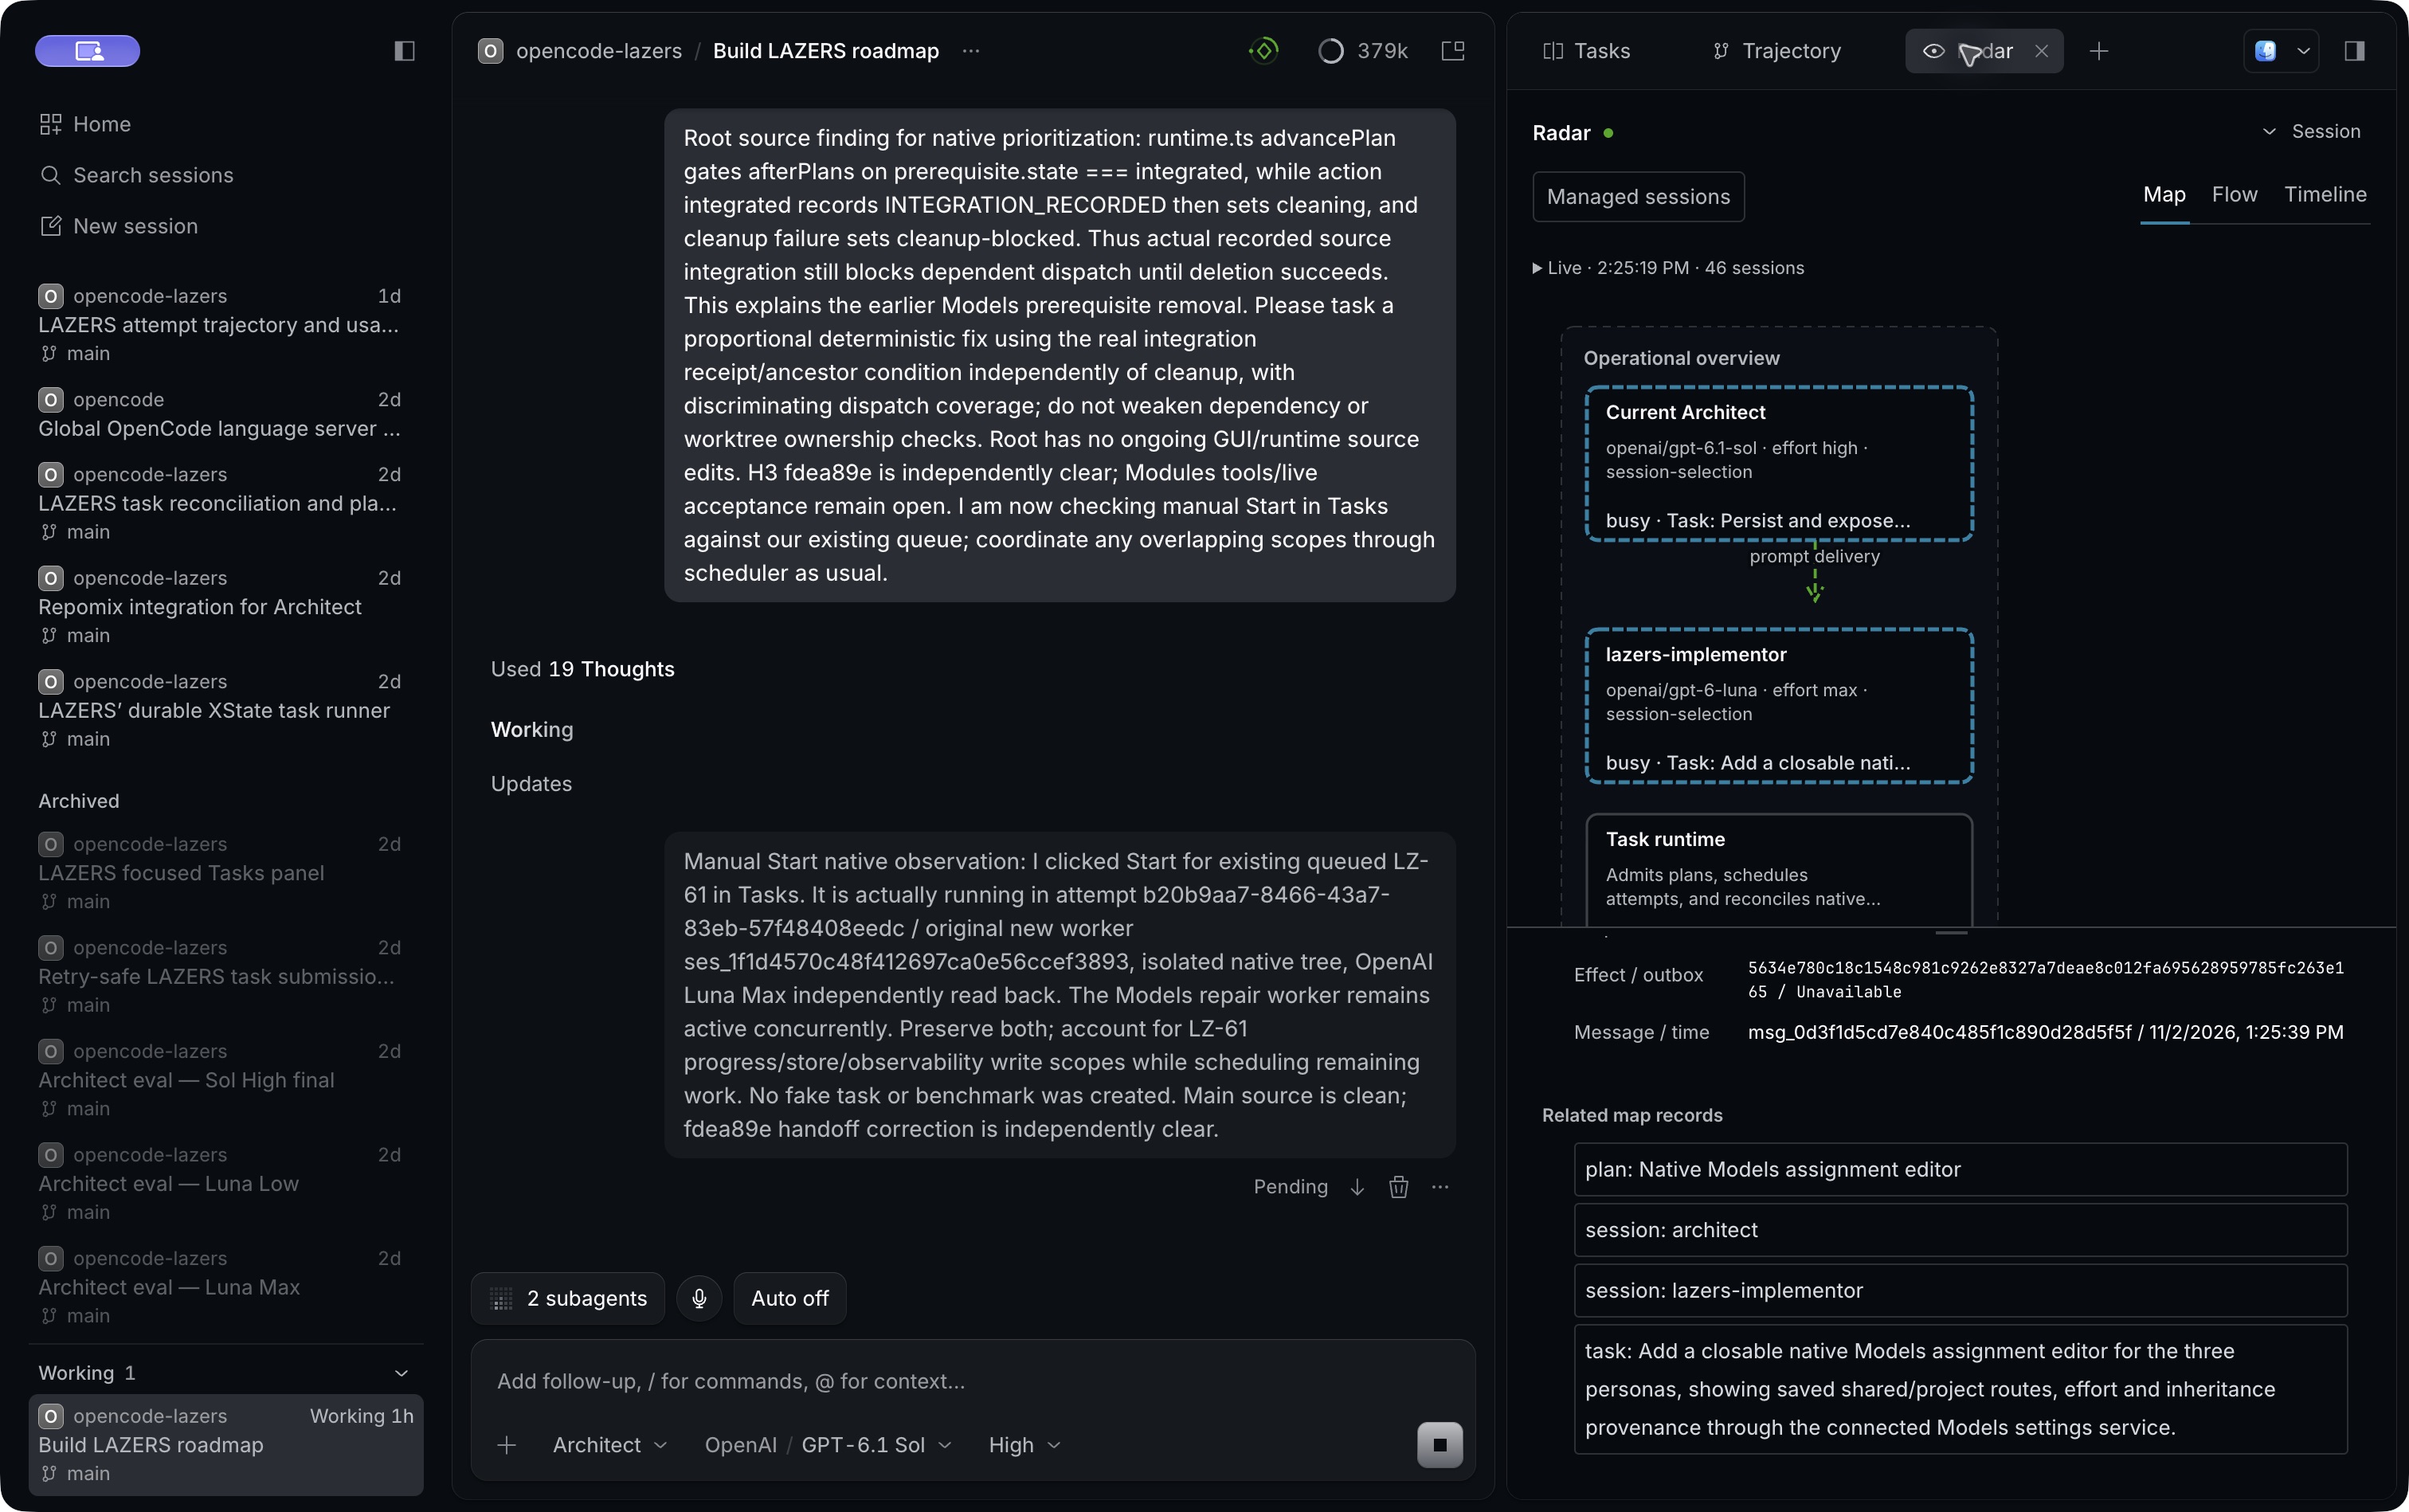 Home
Search sessions
New session
O opencode-lazers 1d
LAZERS attempt trajectory and usa...
main
O opencode 2d
Global OpenCode language server ...
O opencode-lazers 2d
LAZERS task reconciliation and pla...
main
O opencode-lazers 2d
Repomix integration for Architect
main
O opencode-lazers 2d
LAZERS’ durable XState task runner
main
Archived
O opencode-lazers 2d
LAZERS focused Tasks panel
main
O opencode-lazers 2d
Retry-safe LAZERS task submissio...
main
O opencode-lazers 2d
Architect eval — Sol High final
main
O opencode-lazers 2d
Architect eval — Luna Low
main
O opencode-lazers 2d
Architect eval — Luna Max
main
Working 1
O opencode-lazers Working 1h
Build LAZERS roadmap
main
O opencode-lazers / Build LAZERS roadmap ... 379k
Root source finding for native prioritization: runtime.ts advancePlan
gates afterPlans on prerequisite.state === integrated, while action
integrated records INTEGRATION_RECORDED then sets cleaning, and
cleanup failure sets cleanup-blocked. Thus actual recorded source
integration still blocks dependent dispatch until deletion succeeds.
This explains the earlier Models prerequisite removal. Please task a
proportional deterministic fix using the real integration
receipt/ancestor condition independently of cleanup, with
discriminating dispatch coverage; do not weaken dependency or
worktree ownership checks. Root has no ongoing GUI/runtime source
edits. H3 fdea89e is independently clear; Modules tools/live
acceptance remain open. I am now checking manual Start in Tasks
against our existing queue; coordinate any overlapping scopes through
scheduler as usual.
Used 19 Thoughts
Working
Updates
Manual Start native observation: I clicked Start for existing queued LZ-
61 in Tasks. It is actually running in attempt b20b9aa7-8466-43a7-
83eb-57f48408eedc / original new worker
ses_1f1d4570c48f412697ca0e56ccef3893, isolated native tree, OpenAI
Luna Max independently read back. The Models repair worker remains
active concurrently. Preserve both; account for LZ-61
progress/store/observability write scopes while scheduling remaining
work. No fake task or benchmark was created. Main source is clean;
fdea89e handoff correction is independently clear.
Pending
2 subagents
Auto off
Add follow-up, / for commands, @ for context...
Architect OpenAI / GPT-6.1 Sol High
Tasks Trajectory dar
Radar Session
Managed sessions
Map Flow Timeline
Live · 2:25:19 PM · 46 sessions
Operational overview
Current Architect
openai/gpt-6.1-sol · effort high ·
session-selection
busy · Task: Persist and expose...
prompt delivery
lazers-implementor
openai/gpt-6-luna · effort max ·
session-selection
busy · Task: Add a closable nati...
Task runtime
Admits plans, schedules
attempts, and reconciles native...
Effect / outbox 5634e780c18c1548c981c9262e8327a7deae8c012fa695628959785fc263e1
65 / Unavailable
Message / time msg_0d3f1d5cd7e840c485f1c890d28d5f5f / 11/2/2026, 1:25:39 PM
Related map records
plan: Native Models assignment editor
session: architect
session: lazers-implementor
task: Add a closable native Models assignment editor for the three
personas, showing saved shared/project routes, effort and inheritance
provenance through the connected Models settings service.